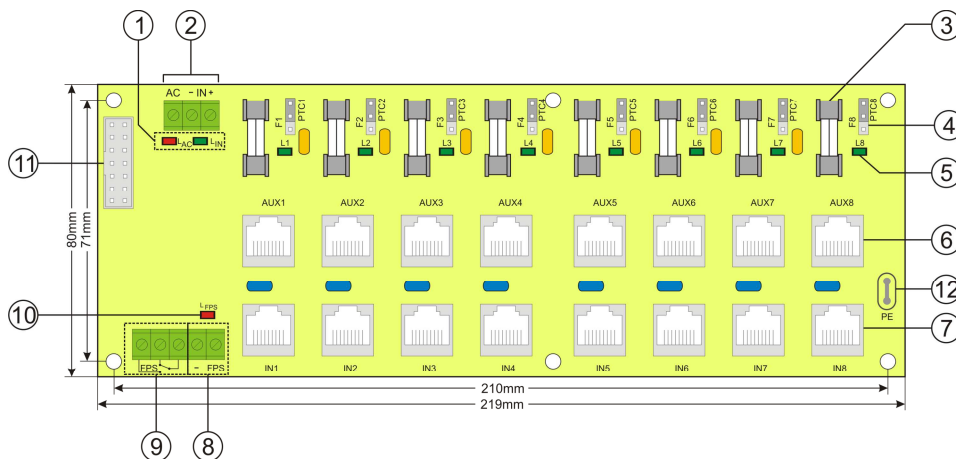 1 2 3
AC - IN +
F1 PTC1 F2 PTC2 F3 PTC3 F4 PTC4 F5 PTC5 F6 PTC6 F7 PTC7 F8 PTC8
4
LAC LIN
L1 L2 L3 L4 L5 L6 L7 L8
11
5
AUX1 AUX2 AUX3 AUX4 AUX5 AUX6 AUX7 AUX8
80mm
71mm
6
12
PE
10
LFPS
7
FPS - FPS
IN1 IN2 IN3 IN4 IN5 IN6 IN7 IN8
210mm
219mm
9 8